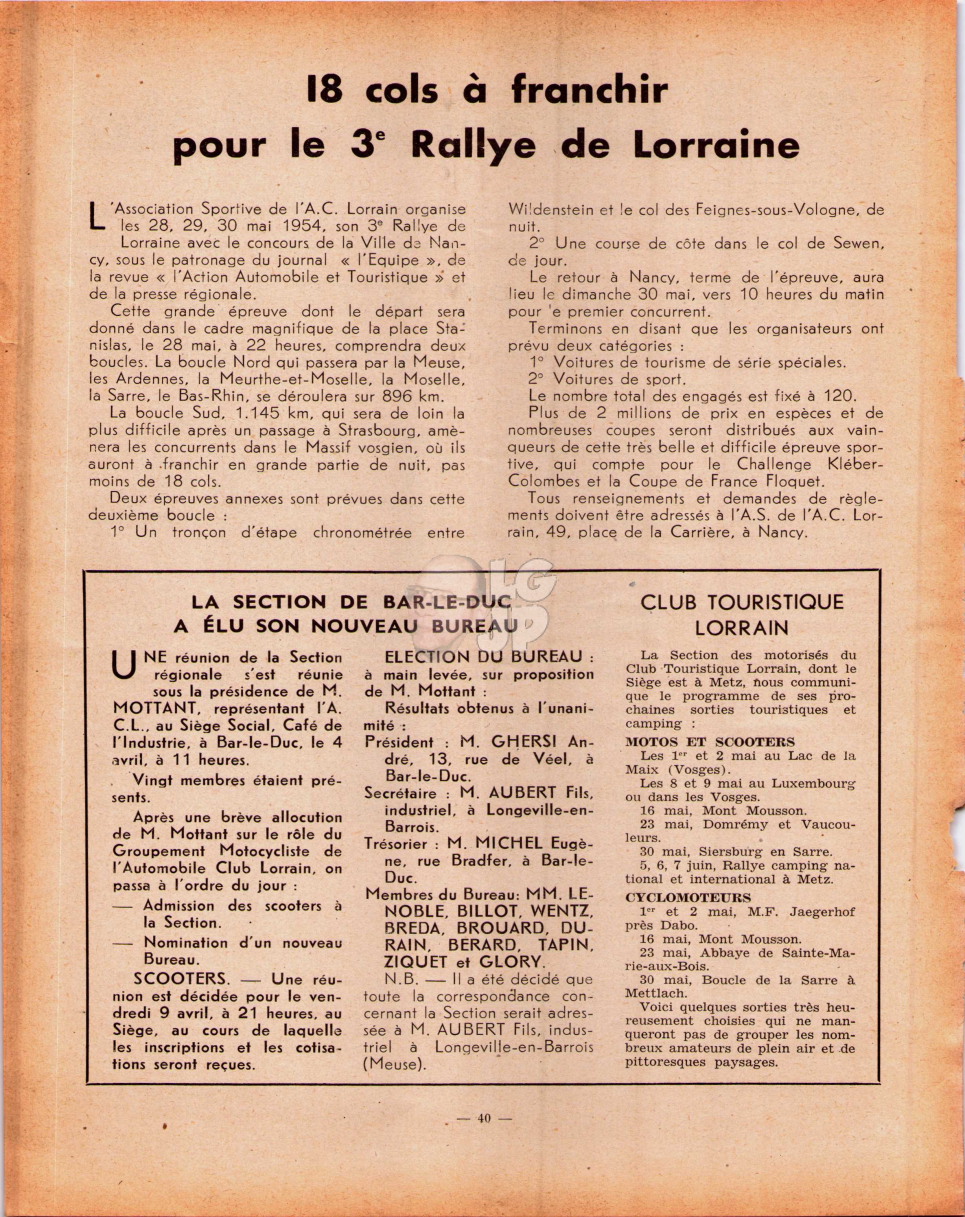 18 cols à franchir
pour le 3e Rallye de Lorraine
L'Association Sportive de l'A.C. Lorrain organise
les 28, 29, 30 mai 1954, son 3e Rallye de
Lorraine avec le concours de la Ville de Nan-
cy, sous le patronage du journal « l'Equipe », de
la revue « l'Action Automobile et Touristique » et
de la presse régionale.
Cette grande épreuve dont le départ sera
donné dans le cadre magnifique de la place Sta-
nislas, le 28 mai, à 22 heures, comprendra deux
boucles. La boucle Nord qui passera par la Meuse,
les Ardennes, la Meurthe-et-Moselle, la Moselle,
la Sarre, le Bas-Rhin, se déroulera sur 896 km.
La boucle Sud, 1.145 km, qui sera de loin la
plus difficile après un passage à Strasbourg, amè-
nera les concurrents dans le Massif vosgien, où ils
auront à franchir en grande partie de nuit, pas
moins de 18 cols.
Deux épreuves annexes sont prévues dans cette
deuxième boucle :
1° Un tronçon d'étape chronométrée entre
Wildenstein et le col des Feignes-sous-Vologne, de
nuit.
2° Une course de côte dans le col de Sewen,
de jour.
Le retour à Nancy, terme de l'épreuve, aura
lieu le dimanche 30 mai, vers 10 heures du matin
pour 'e premier concurrent.
Terminons en disant que les organisateurs ont
prévu deux catégories :
1° Voitures de tourisme de série spéciales.
2° Voitures de sport.
Le nombre total des engagés est fixé à 120.
Plus de 2 millions de prix en espèces et de
nombreuses coupes seront distribués aux vain-
queurs de cette très belle et difficile épreuve spor-
tive, qui compte pour le Challenge Kléber-
Colombes et la Coupe de France Floquet.
Tous renseignements et demandes de règle-
ments doivent être adressés à l'A.S. de l'A.C. Lor-
rain, 49, place de la Carrière, à Nancy.
LG
UP
LA SECTION DE BAR-LE-DUC
A ÉLU SON NOUVEAU BUREAU
UNE réunion de la Section
régionale s'est réunie
sous la présidence de M.
MOTTANT, représentant l'A.
C.L., au Siège Social, Café de
l'Industrie, à Bar-le-Duc, le 4
avril, à 11 heures.
Vingt membres étaient pré-
sents.
Après une brève allocution
de M. Mottant sur le rôle du
Groupement Motocycliste de
l'Automobile Club Lorrain, on
passa à l'ordre du jour :
— Admission des scooters à
la Section.
— Nomination d'un nouveau
Bureau.
SCOOTERS. — Une réu-
nion est décidée pour le ven-
dredi 9 avril, à 21 heures, au
Siège, au cours de laquelle
les inscriptions et les cotisa-
tions seront reçues.
ELECTION DU BUREAU :
à main levée, sur proposition
de M. Mottant :
Résultats obtenus à l'unani-
mité :
Président : M. GHERSI An-
dré, 13, rue de Véel, à
Bar-le-Duc.
Secrétaire : M. AUBERT Fils,
industriel, à Longeville-en-
Barrois.
Trésorier : M. MICHEL Eugè-
ne, rue Bradfer, à Bar-le-
Duc.
Membres du Bureau: MM. LE-
NOBLE, BILLOT, WENTZ,
BREDA, BROUARD, DU-
RAIN, BERARD, TAPIN,
ZIQUET et GLORY.
N.B. — Il a été décidé que
toute la correspondance con-
cernant la Section serait adres-
sée à M. AUBERT Fils, indus-
triel à Longeville-en-Barrois
(Meuse).
CLUB TOURISTIQUE
LORRAIN
La Section des motorisés du
Club Touristique Lorrain, dont le
Siège est à Metz, nous communi-
que le programme de ses pro-
chaines sorties touristiques et
camping :
MOTOS ET SCOOTERS
Les 1er et 2 mai au Lac de la
Maix (Vosges).
Les 8 et 9 mai au Luxembourg
ou dans les Vosges.
16 mai, Mont Mousson.
23 mai, Domrémy et Vaucou-
leurs.
30 mai, Siersburg en Sarre.
5, 6, 7 juin, Rallye camping na-
tional et international à Metz.
CYCLOMOTEURS
1er et 2 mai, M.F. Jaegerhof
près Dabo.
16 mai, Mont Mousson.
23 mai, Abbaye de Sainte-Ma-
rie-aux-Bois.
30 mai, Boucle de la Sarre à
Mettlach.
Voici quelques sorties très heu-
reusement choisies qui ne man-
queront pas de grouper les nom-
breux amateurs de plein air et de
pittoresques paysages.
— 40 —